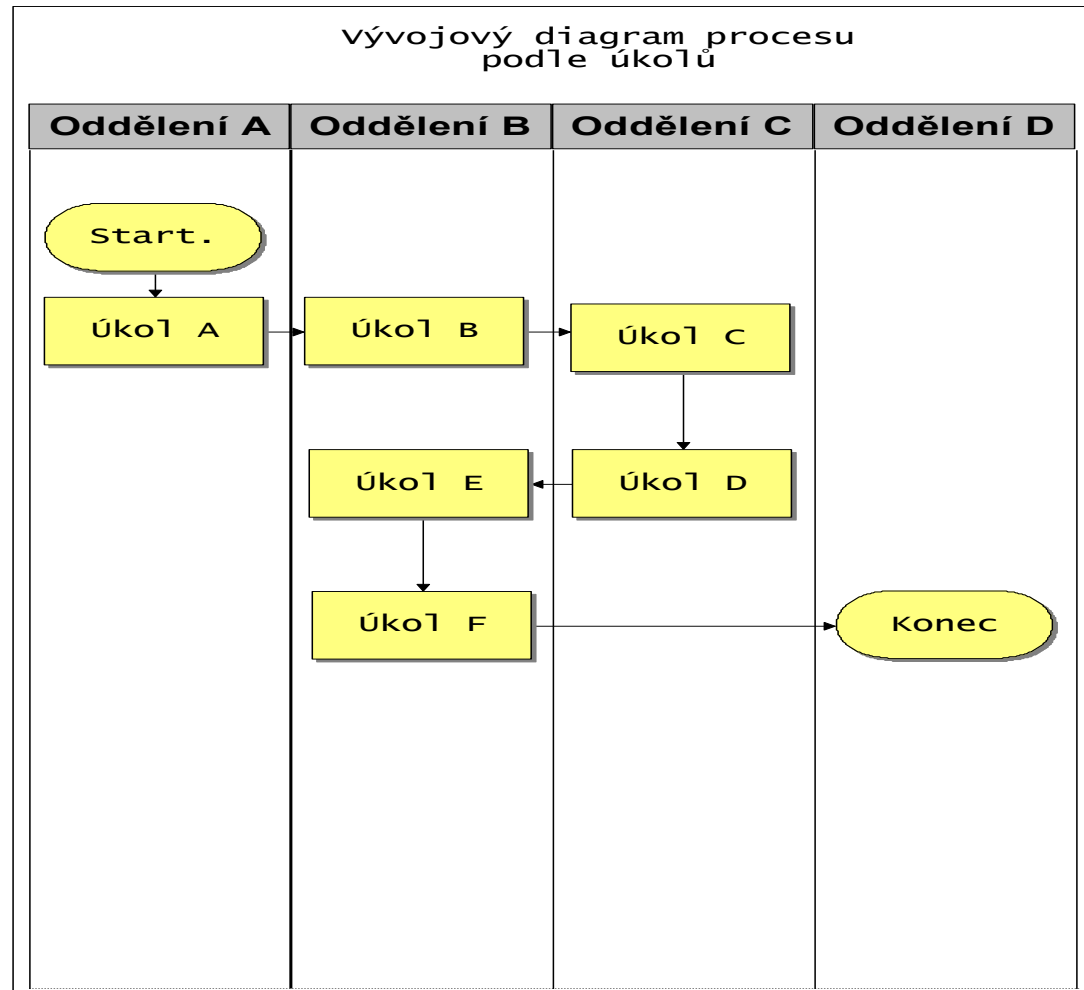 Vývojový diagram procesu
podle úkolů
Oddělení A
Oddělení B
Oddělení C
Oddělení D
Start.
Úkol A
Úkol B
Úkol C
Úkol E
Úkol D
Úkol F
Konec